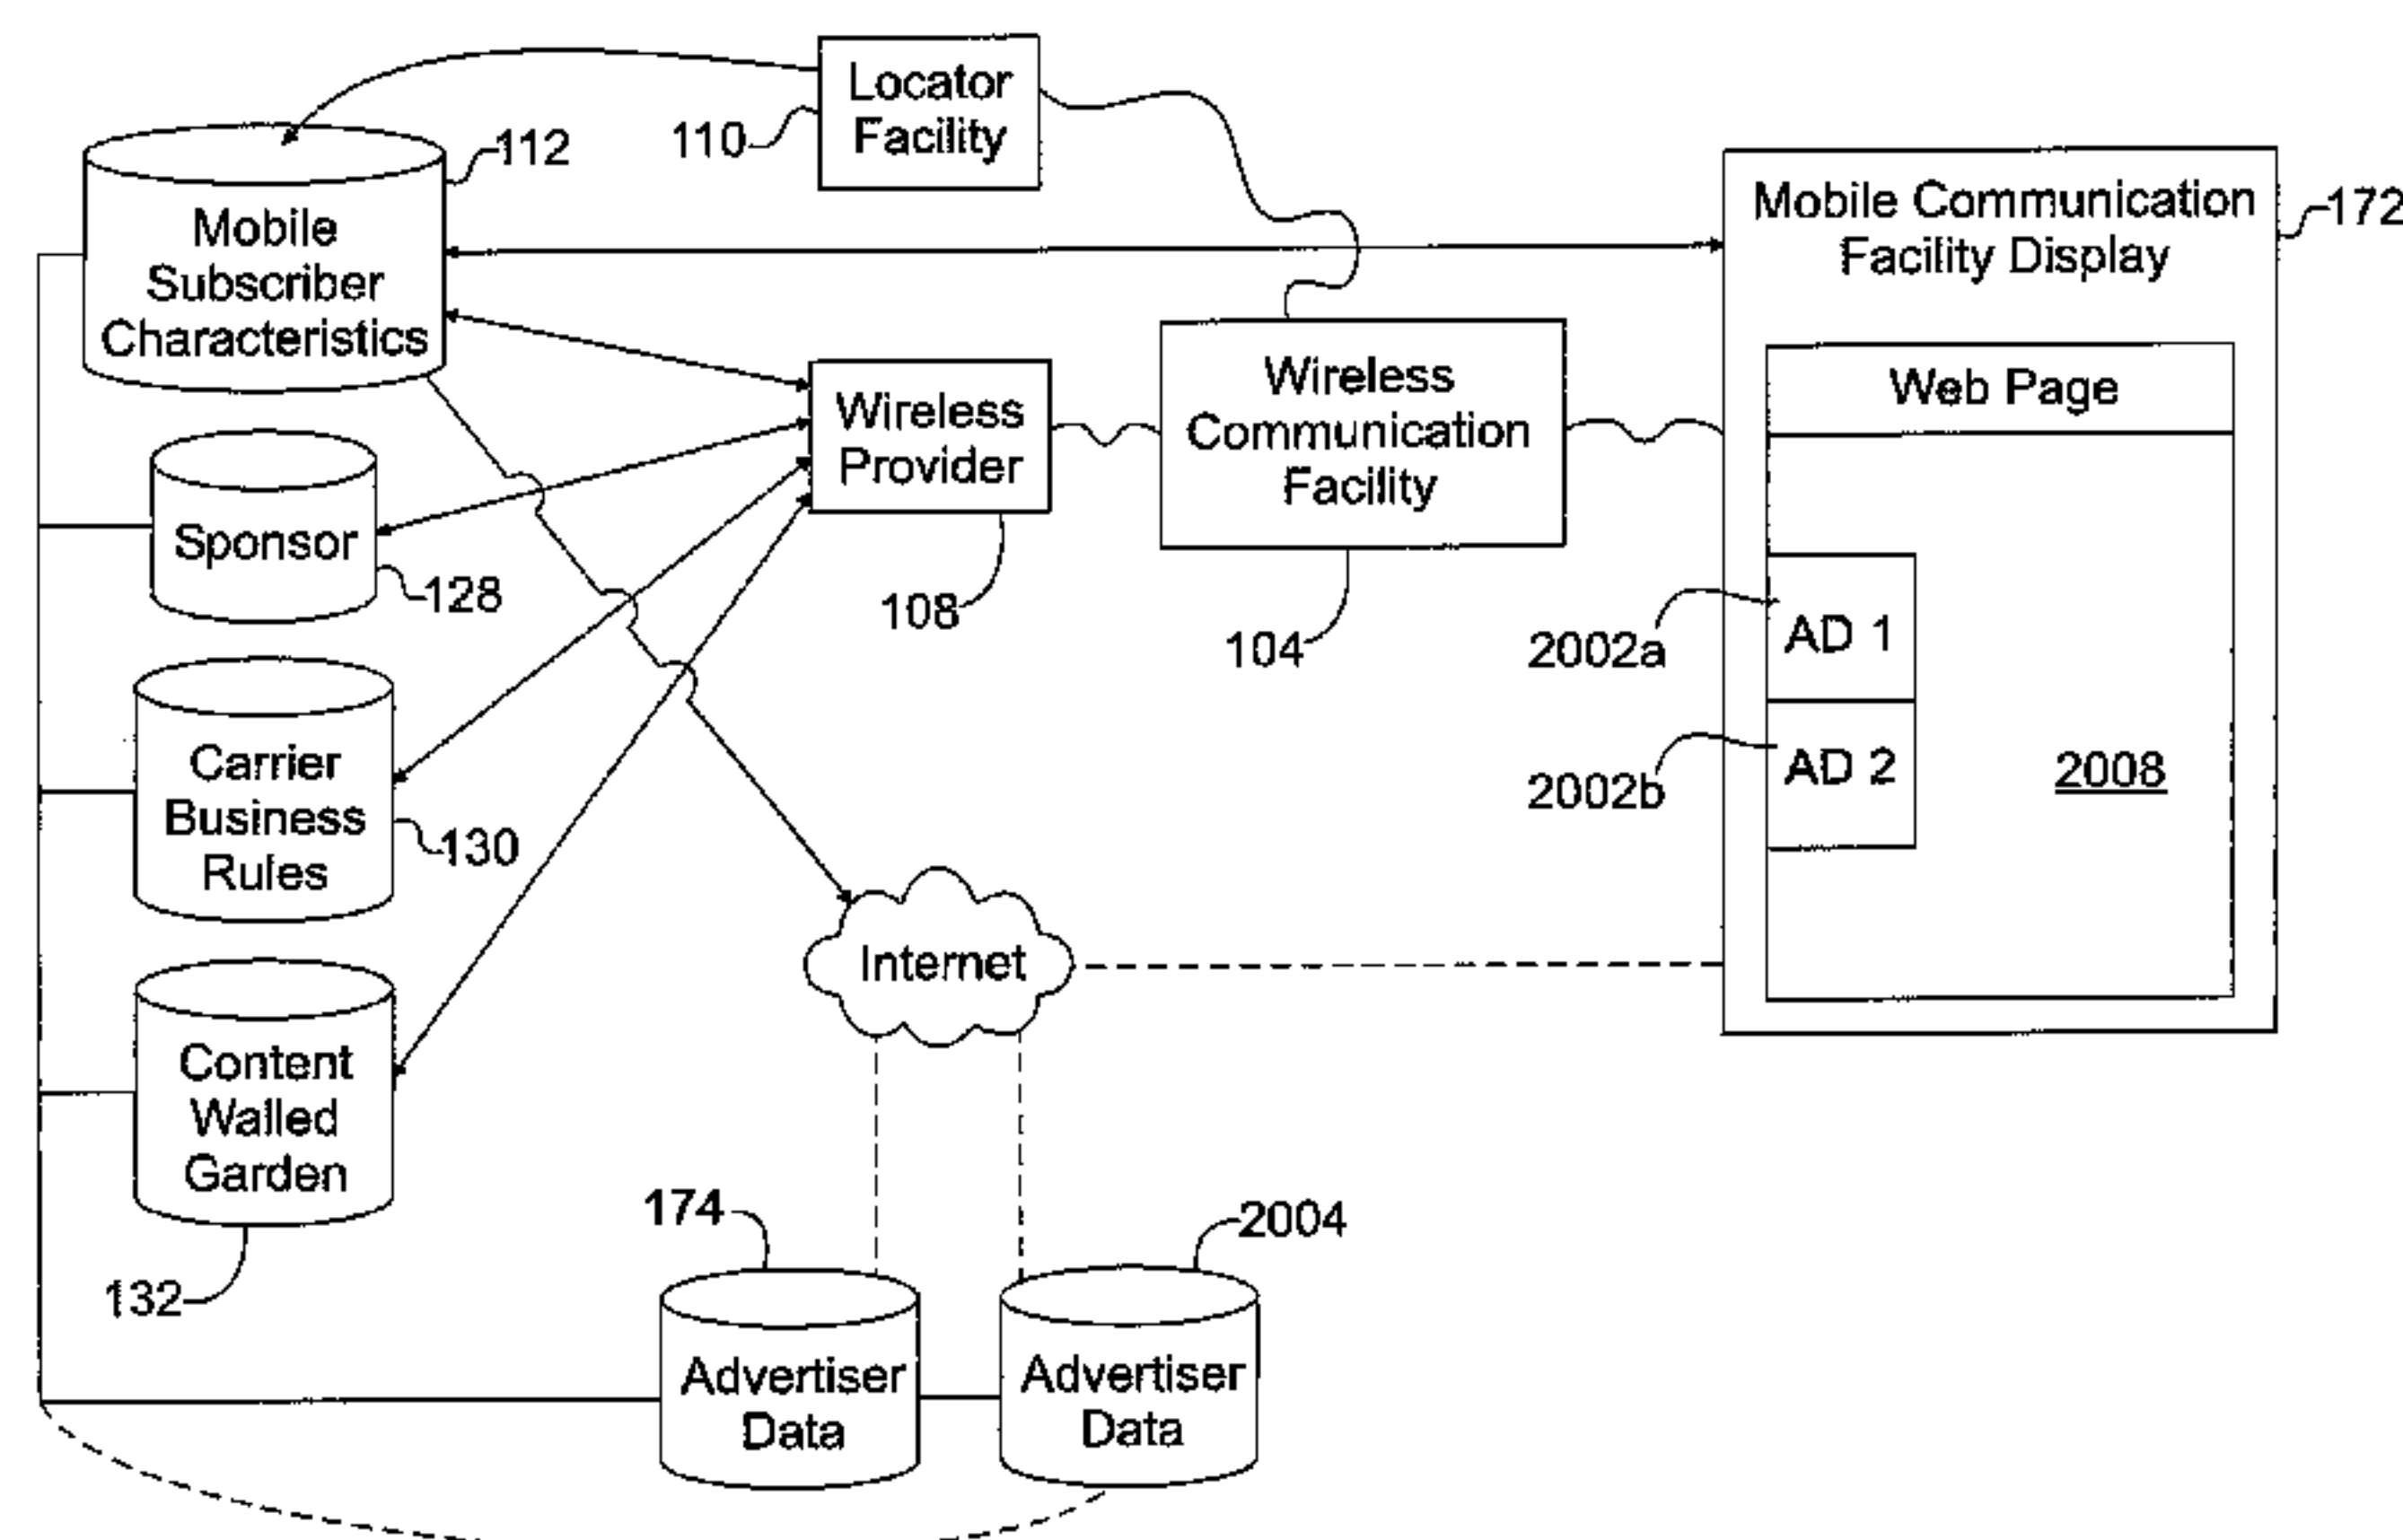 Locator
Facility
110
112
Mobile
Subscriber
Characteristics
Mobile Communication
Facility Display
172
Web Page
Wireless
Provider
108
Wireless
Communication
Facility
104
Sponsor
128
2002a
AD 1
2002b
AD 2
2008
Carrier
Business
Rules
130
Internet
Content
Walled
Garden
132
174
2004
Advertiser
Data
Advertiser
Data